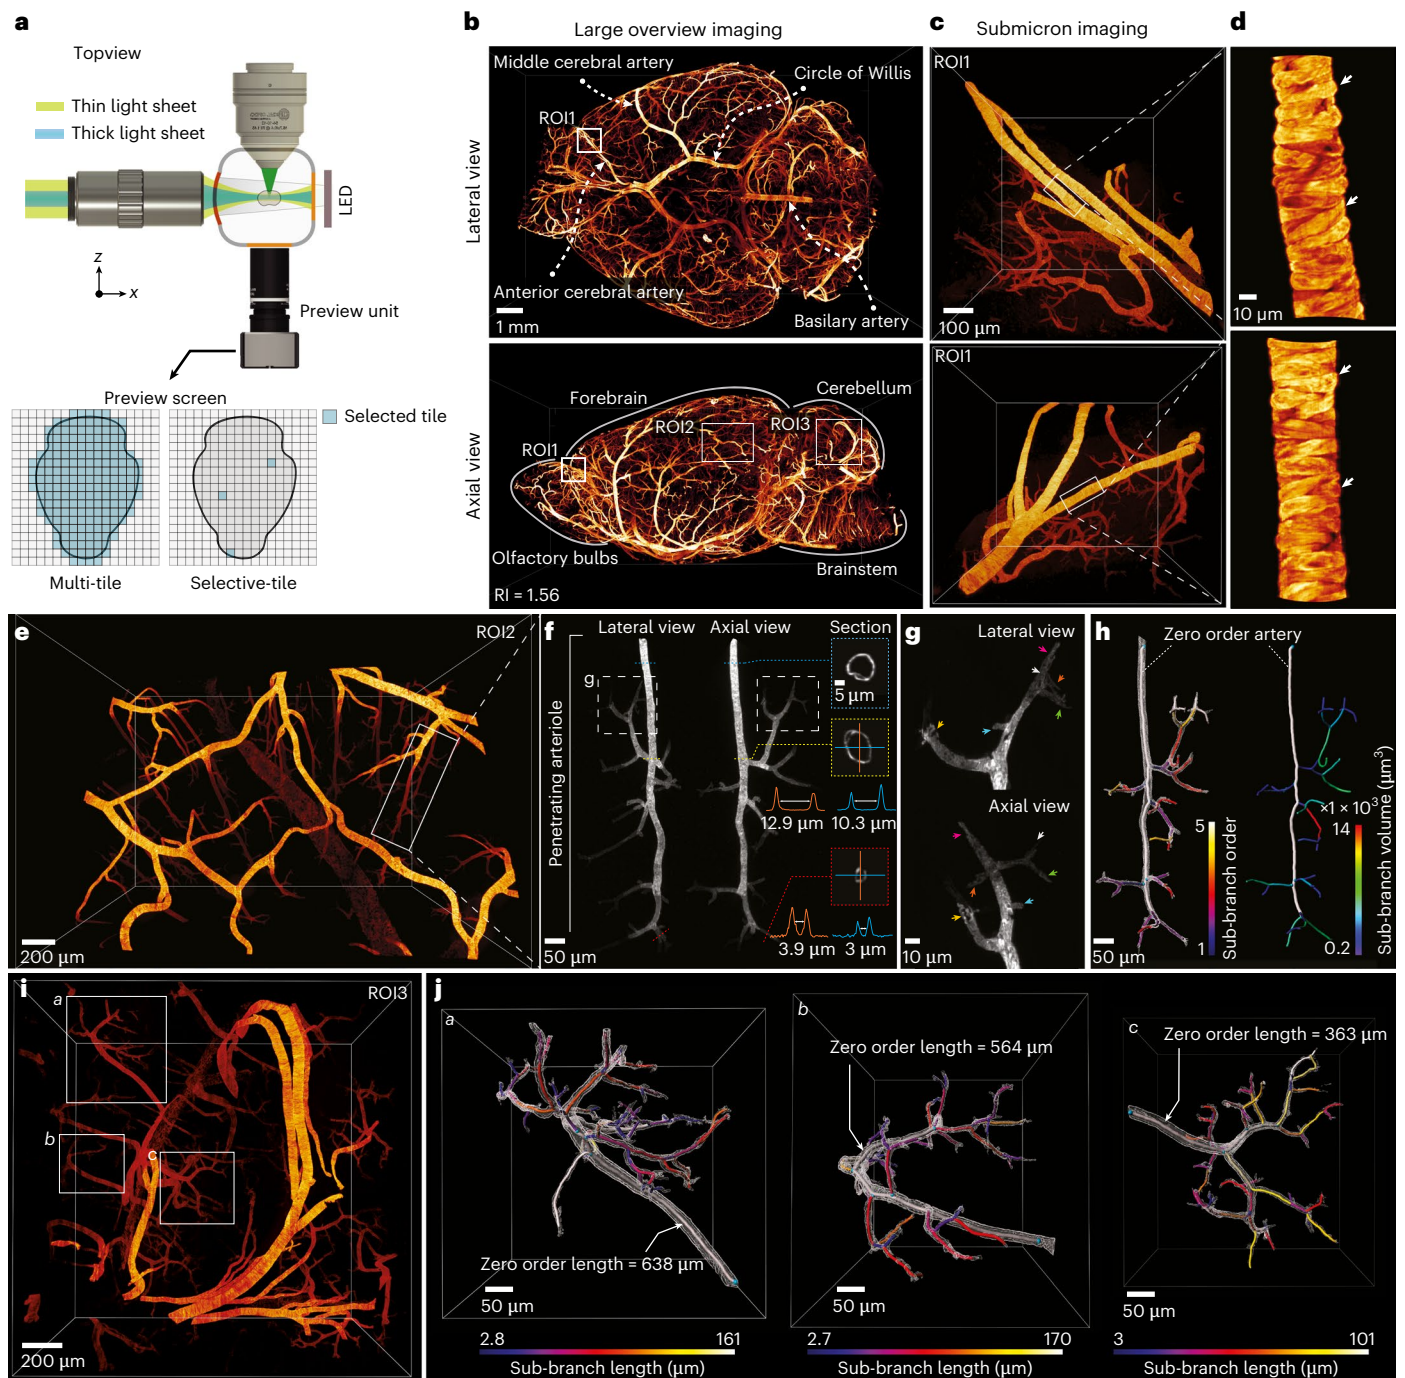 a
Topview
Thin light sheet
Thick light sheet
LED
z
x
Preview unit
Preview screen
Selected tile
Multi-tile
Selective-tile
b
Large overview imaging
Lateral view
Middle cerebral artery
Circle of Willis
ROI1
Anterior cerebral artery
1 mm
Basilary artery
Axial view
Forebrain
Cerebellum
ROI2
ROI3
ROI1
Olfactory bulbs
Brainstem
RI = 1.56
c
Submicron imaging
ROI1
100 µm
ROI1
d
10 µm
e
ROI2
200 µm
f
Lateral view
Axial view
Section
g
5 µm
Penetrating arteriole
12.9 µm
10.3 µm
3.9 µm
3 µm
50 µm
g
Lateral view
Axial view
10 µm
h
Zero order artery
5
Sub-branch order
1
×1 × 10³
14
Sub-branch volume (µm³)
0.2
50 µm
i
ROI3
a
b
c
200 µm
j
a
Zero order length = 638 µm
50 µm
2.8
161
Sub-branch length (µm)
b
Zero order length = 564 µm
50 µm
2.7
170
Sub-branch length (µm)
c
Zero order length = 363 µm
50 µm
3
101
Sub-branch length (µm)